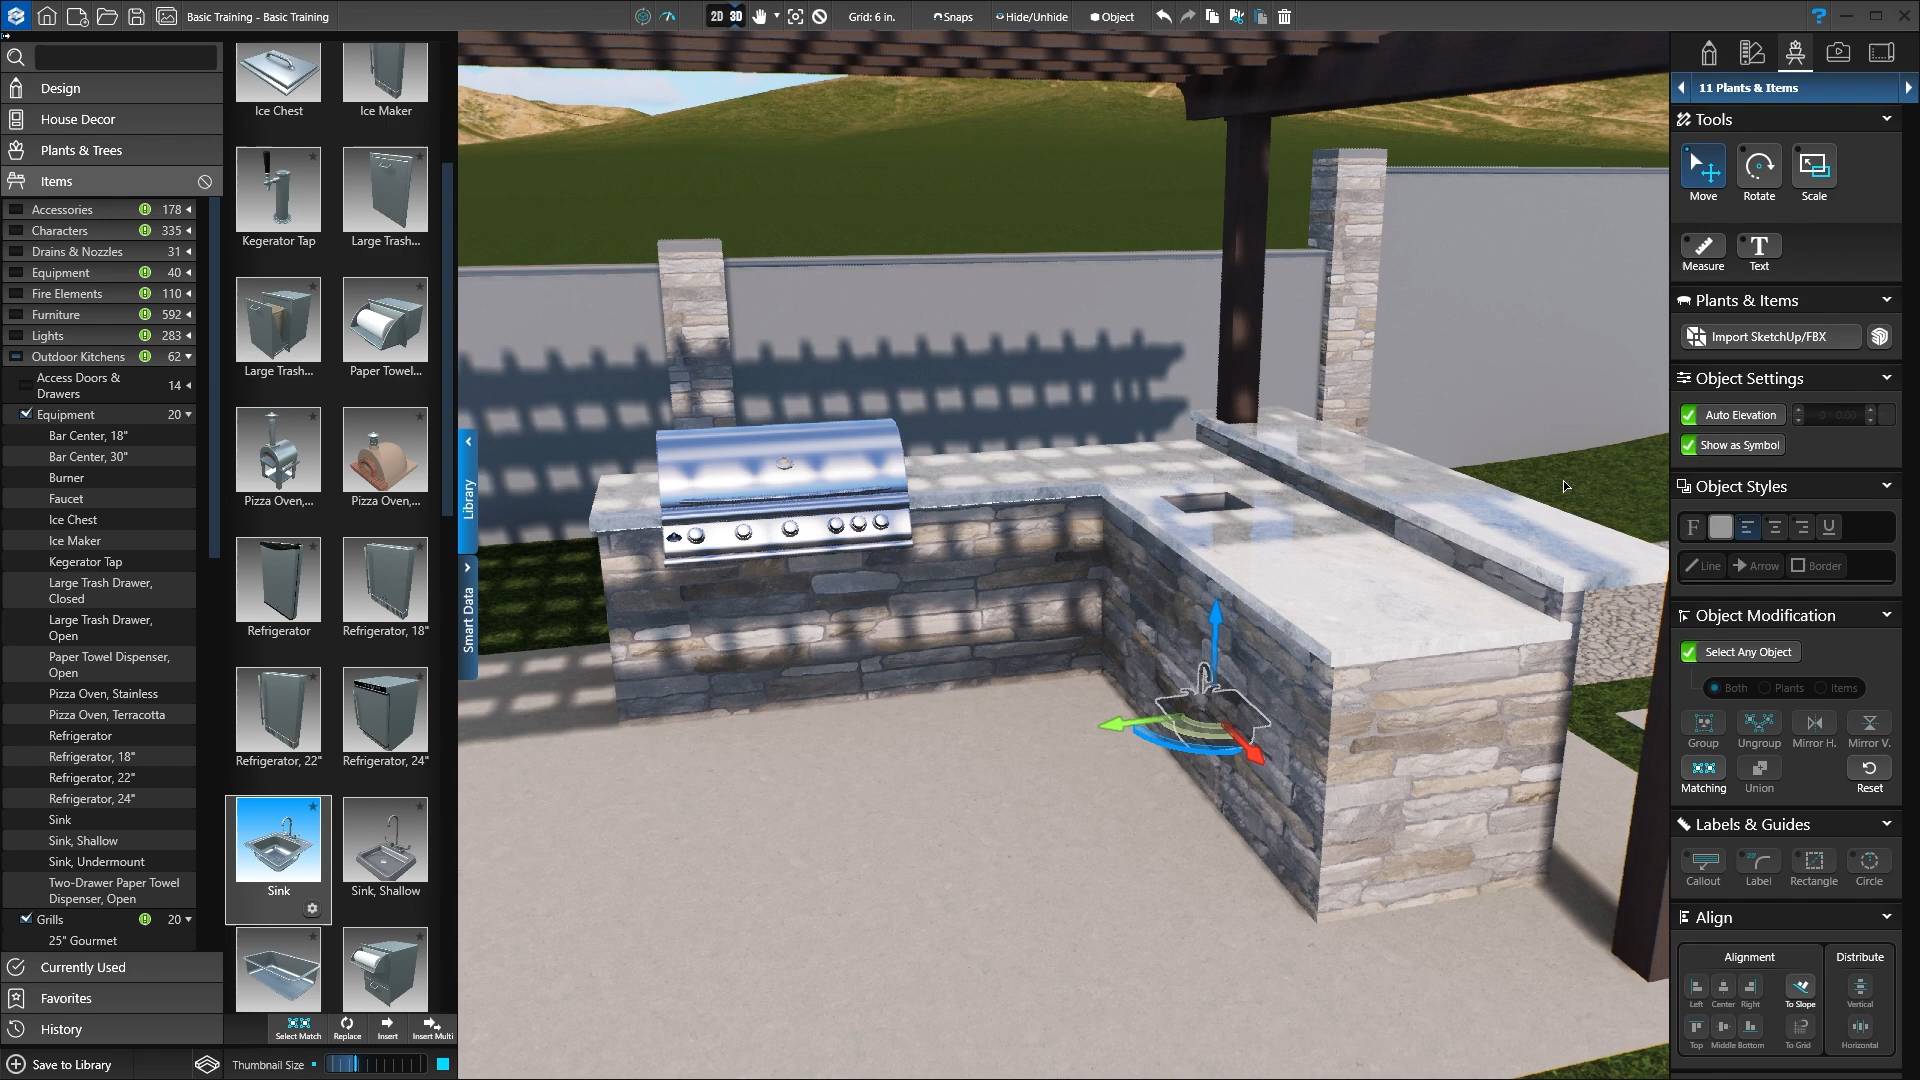 Basic Training - Basic Training
2D 3D
Grid: 6 in.
Snaps
Hide/Unhide
Object
?
Design
House Decor
Plants & Trees
Items
Accessories 178
Characters 335
Drains & Nozzles 31
Equipment 40
Fire Elements 110
Furniture 592
Lights 283
Outdoor Kitchens 62
Access Doors &
Drawers 14
Equipment 20
Bar Center, 18"
Bar Center, 30"
Burner
Faucet
Ice Chest
Ice Maker
Kegerator Tap
Large Trash Drawer,
Closed
Large Trash Drawer,
Open
Paper Towel Dispenser,
Open
Pizza Oven, Stainless
Pizza Oven, Terracotta
Refrigerator
Refrigerator, 18"
Refrigerator, 22"
Refrigerator, 24"
Sink
Sink, Shallow
Sink, Undermount
Two-Drawer Paper Towel
Dispenser, Open
Grills 20
25" Gourmet
Currently Used
Favorites
History
Save to Library
Ice Chest
Ice Maker
Kegerator Tap
Large Trash...
Large Trash...
Paper Towel...
Pizza Oven,...
Pizza Oven,...
Refrigerator
Refrigerator, 18"
Refrigerator, 22"
Refrigerator, 24"
Sink
Sink, Shallow
Select Match
Replace
Insert
Insert Multi
Thumbnail Size
Library
Smart Data
11 Plants & Items
Tools
Move
Rotate
Scale
T
Measure
Text
Plants & Items
Import SketchUp/FBX
Object Settings
Auto Elevation
Show as Symbol
Object Styles
F
U
Line
Arrow
Border
Object Modification
Select Any Object
Both
Plants
Items
Group
Ungroup
Mirror H.
Mirror V.
Matching
Union
Reset
Labels & Guides
Callout
Label
Rectangle
Circle
Align
Alignment
Distribute
Left
Center
Right
To Slope
Vertical
Top
Middle
Bottom
To Grid
Horizontal